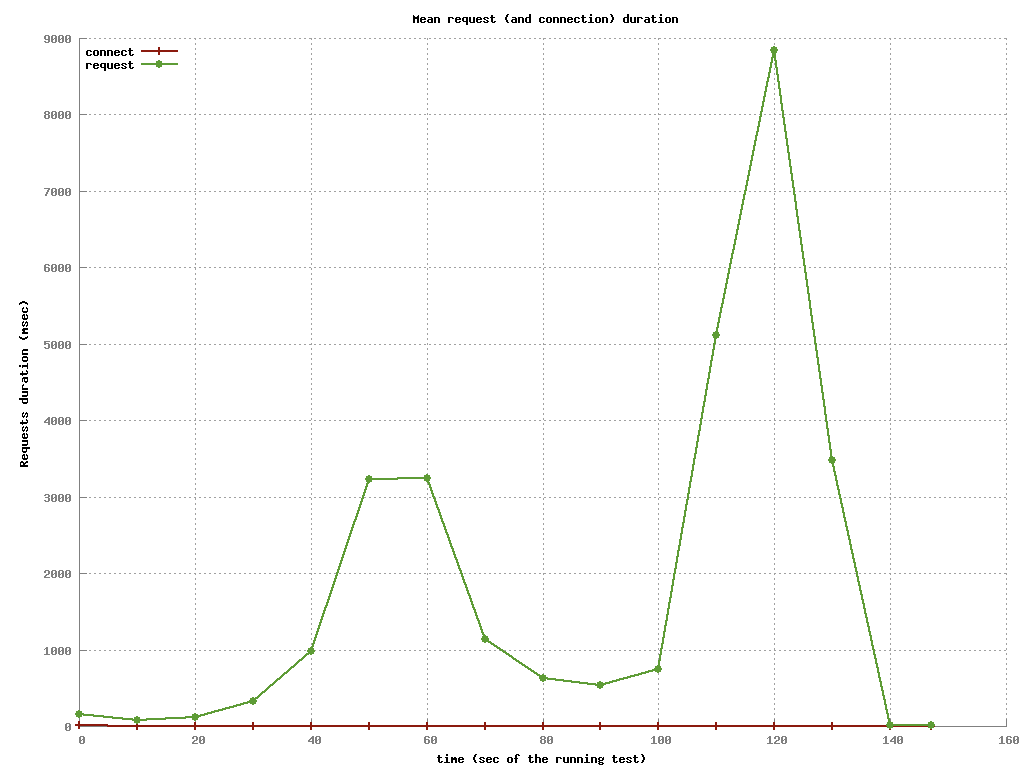 Mean request (and connection) duration
9000
connect
request
8000
7000
6000
5000
4000
3000
2000
1000
0
Requests duration (msec)
0 20 40 60 80 100 120 140 160
time (sec of the running test)